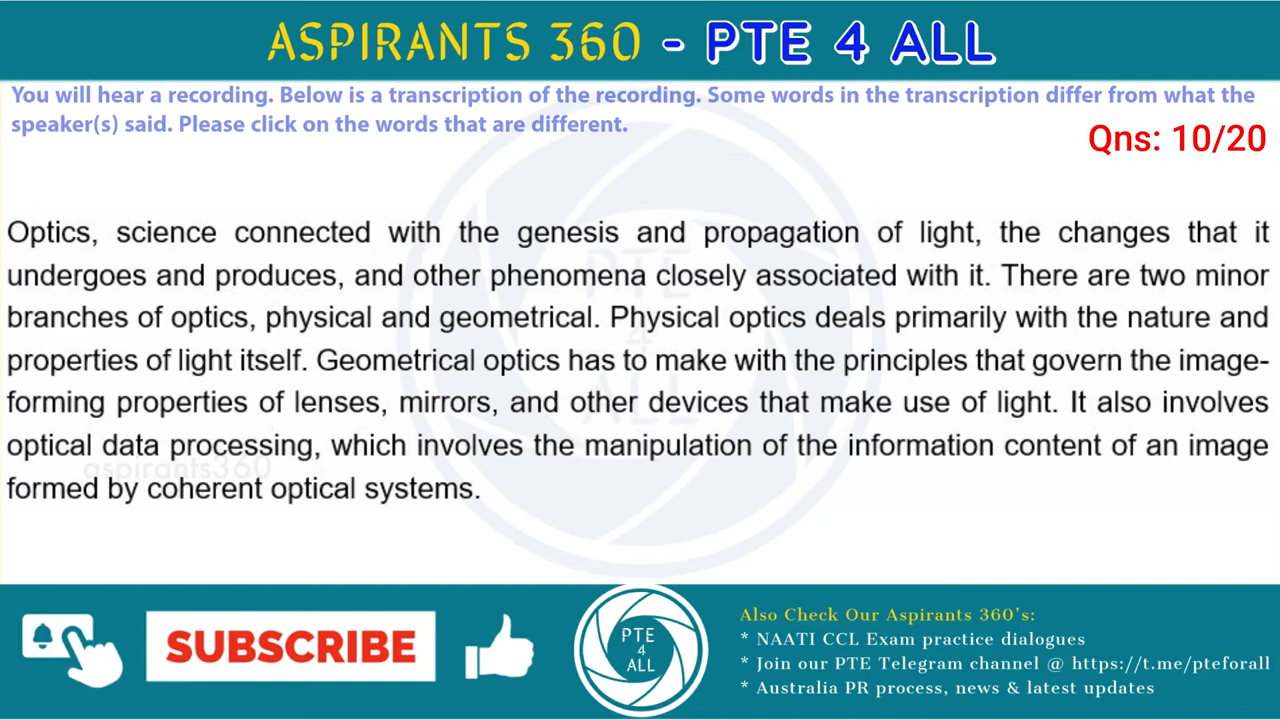 ASPIRANTS 360 - PTE 4 ALL
You will hear a recording. Below is a transcription of the recording. Some words in the transcription differ from what the
speaker(s) said. Please click on the words that are different.
Qns: 10/20
Optics, science connected with the genesis and propagation of light, the changes that it
undergoes and produces, and other phenomena closely associated with it. There are two minor
branches of optics, physical and geometrical. Physical optics deals primarily with the nature and
properties of light itself. Geometrical optics has to make with the principles that govern the image-
forming properties of lenses, mirrors, and other devices that make use of light. It also involves
optical data processing, which involves the manipulation of the information content of an image
formed by coherent optical systems.
PTE
4
ALL
aspirants360
SUBSCRIBE
PTE
4
ALL
Also Check Our Aspirants 360's:
* NAATI CCL Exam practice dialogues
* Join our PTE Telegram channel @ https://t.me/pteforall
* Australia PR process, news & latest updates